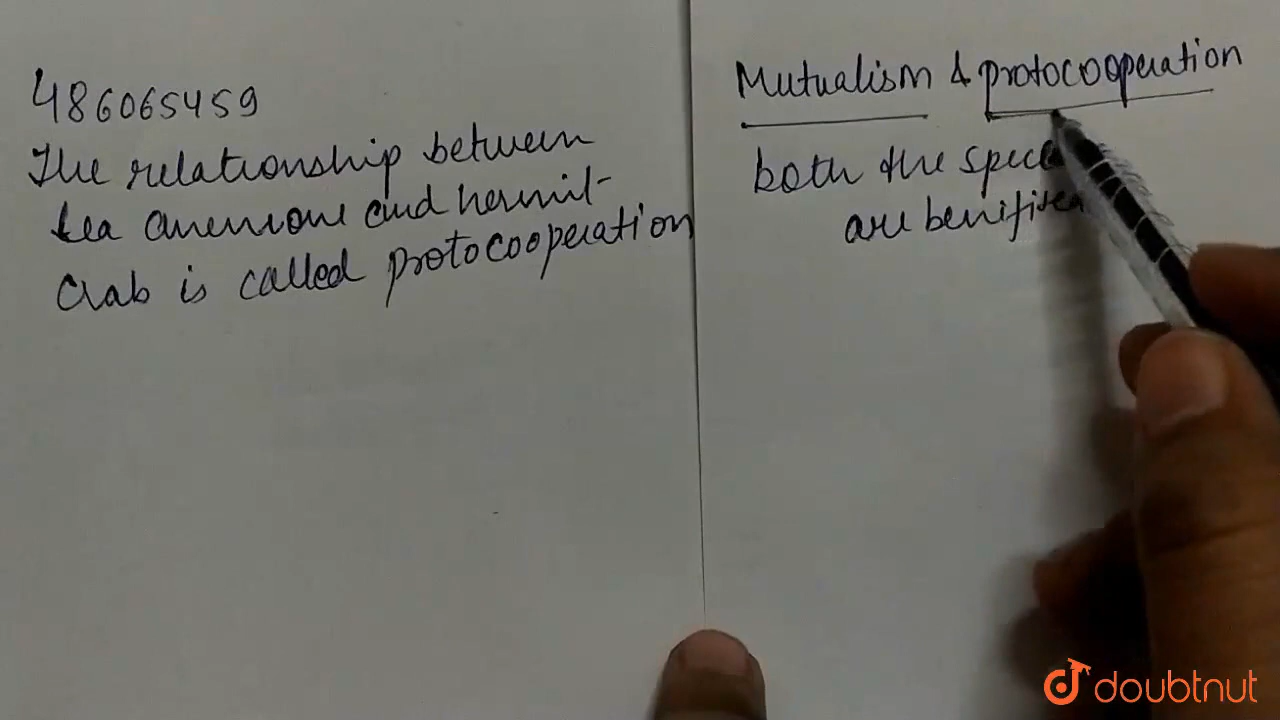 486065459
The relationship between
sea anemone and hermit-
Crab is called protocooperation
Mutualism & protocooperation
both the
are
doubtnut